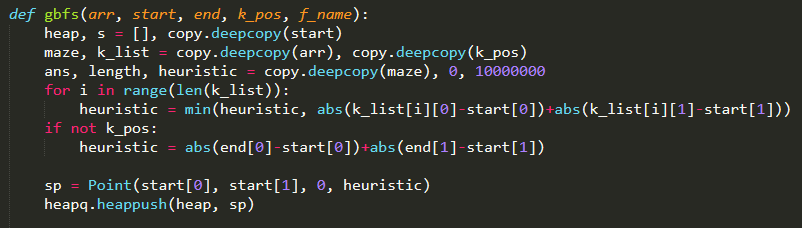 def gbfs(arr, start, end, k_pos, f_name):
    heap, s = [], copy.deepcopy(start)
    maze, k_list = copy.deepcopy(arr), copy.deepcopy(k_pos)
    ans, length, heuristic = copy.deepcopy(maze), 0, 10000000
    for i in range(len(k_list)):
        heuristic = min(heuristic, abs(k_list[i][0]-start[0])+abs(k_list[i][1]-start[1]))
    if not k_pos:
        heuristic = abs(end[0]-start[0])+abs(end[1]-start[1])
    sp = Point(start[0], start[1], 0, heuristic)
    heapq.heappush(heap, sp)